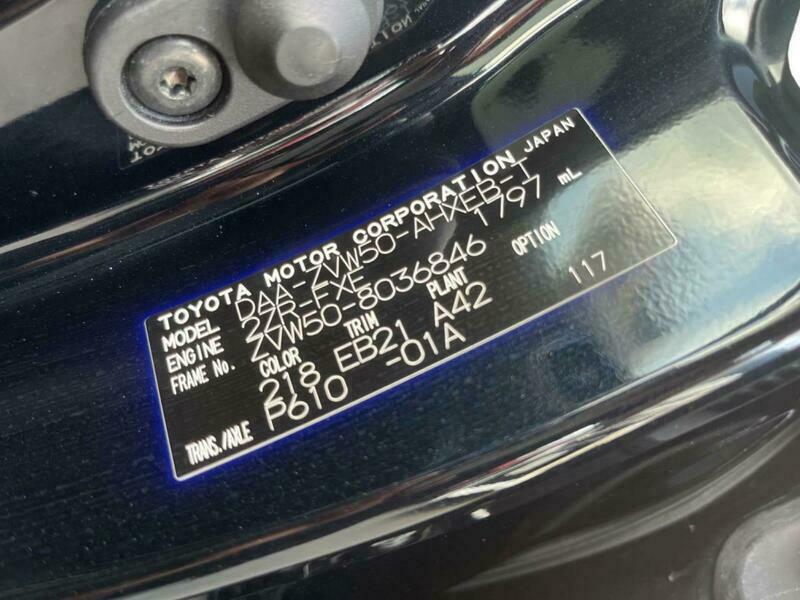 TOYOTA MOTOR CORPORATION JAPAN
MODEL DAA-ZVW50-AHXEB-T
ENGINE 2ZR-FXE 1797 mL
FRAME No. ZVW50-8036846
COLOR TRIM PLANT OPTION
218 EB21 A42 117
TRANS./AXLE P610 -01A